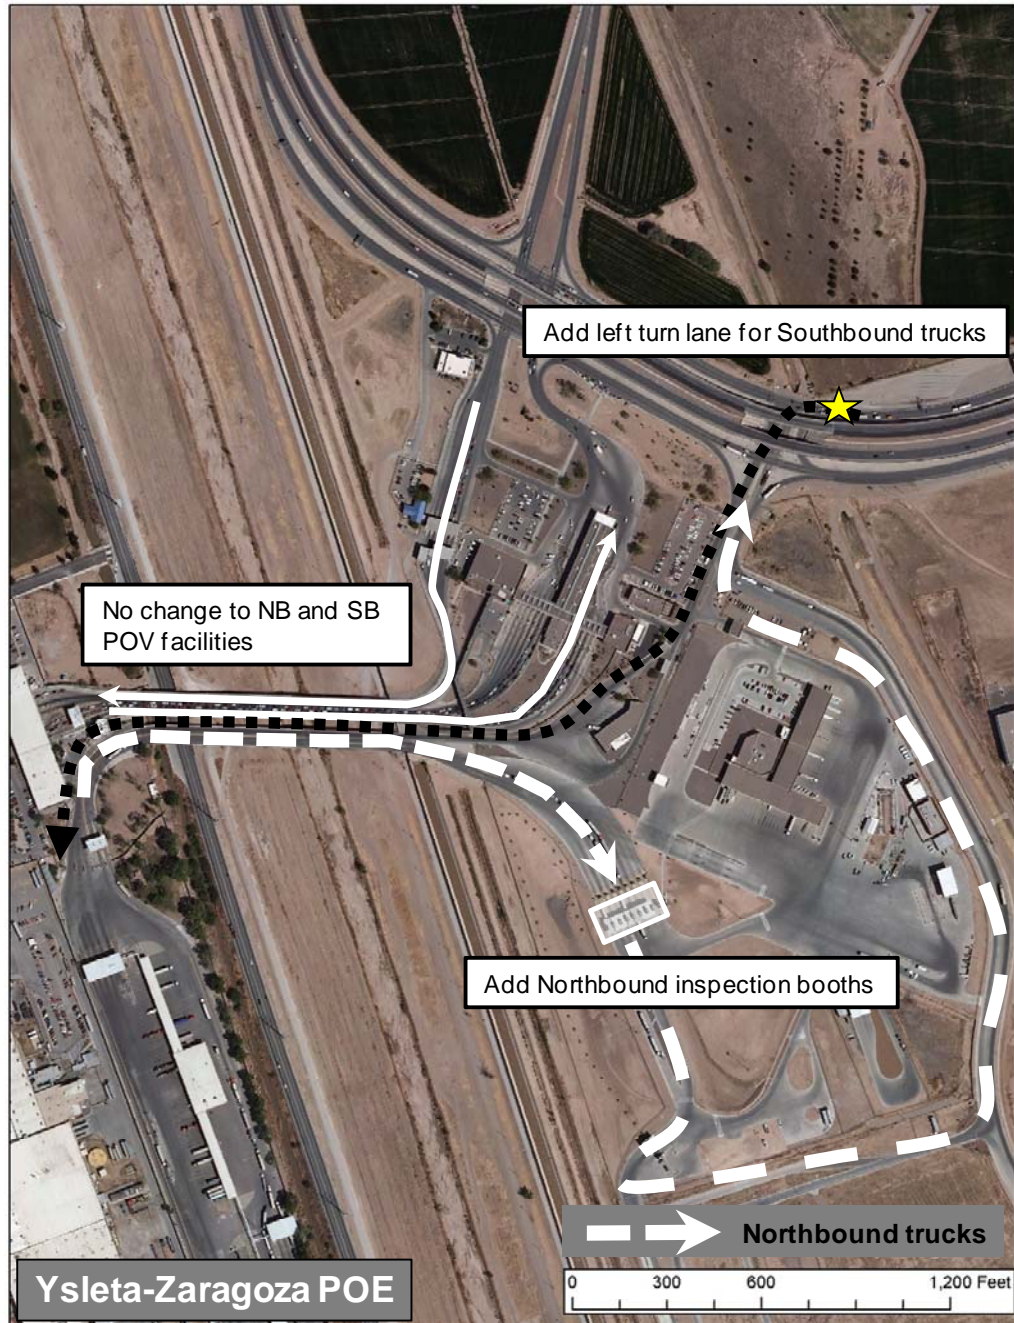 Add left turn lane for Southbound trucks
No change to NB and SB
POV facilities
Add Northbound inspection booths
Northbound trucks
Ysleta-Zaragoza POE
0 300 600 1,200 Feet